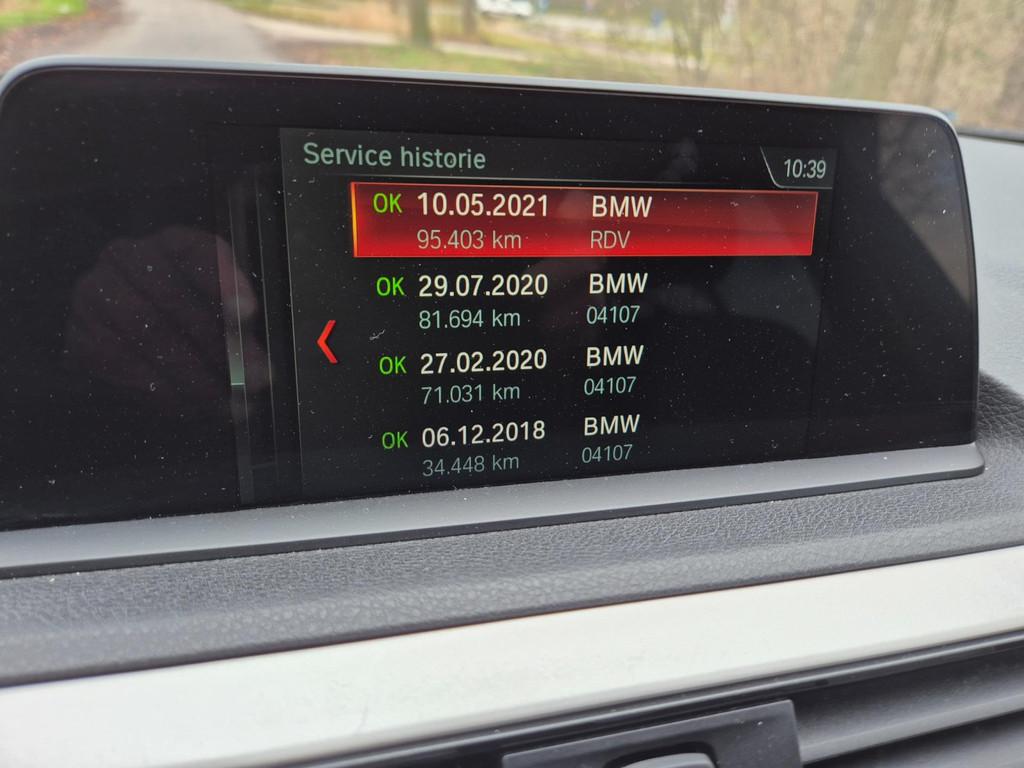 Service historie
10:39
OK 10.05.2021 BMW
95.403 km RDV
OK 29.07.2020 BMW
81.694 km 04107
OK 27.02.2020 BMW
71.031 km 04107
OK 06.12.2018 BMW
34.448 km 04107